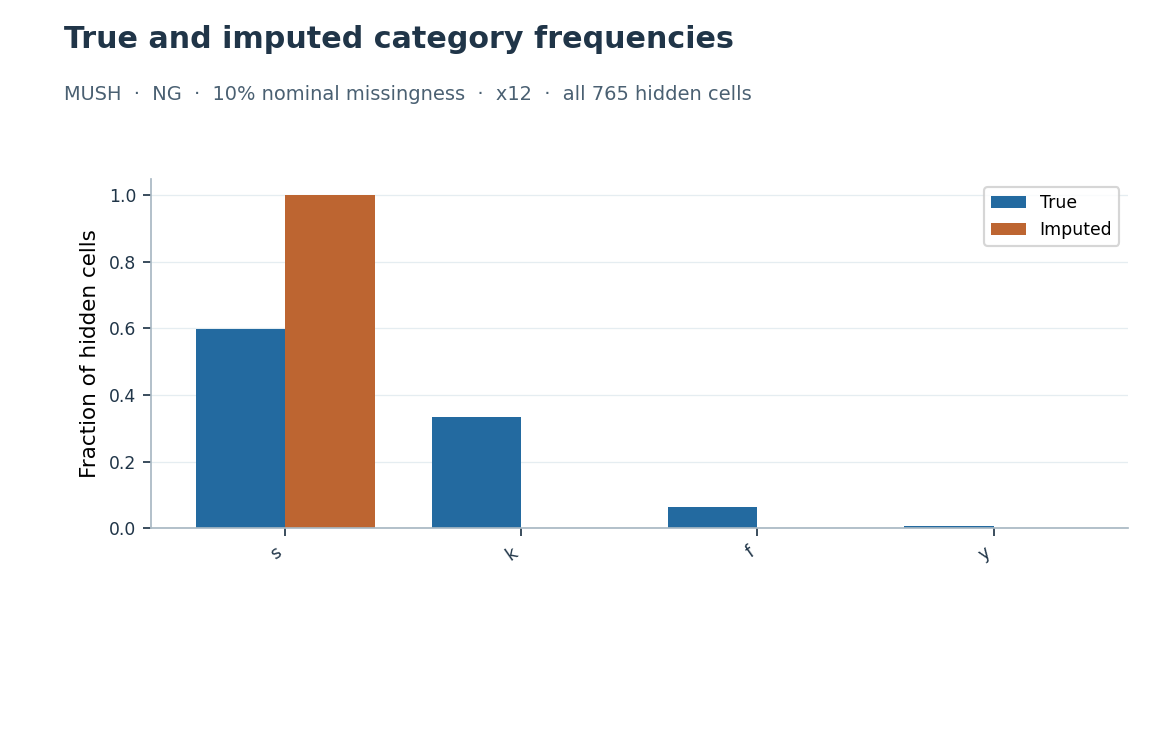 True and imputed category frequencies
MUSH · NG · 10% nominal missingness · x12 · all 765 hidden cells
Fraction of hidden cells
1.0
0.8
0.6
0.4
0.2
0.0
True
Imputed
s
k
f
y